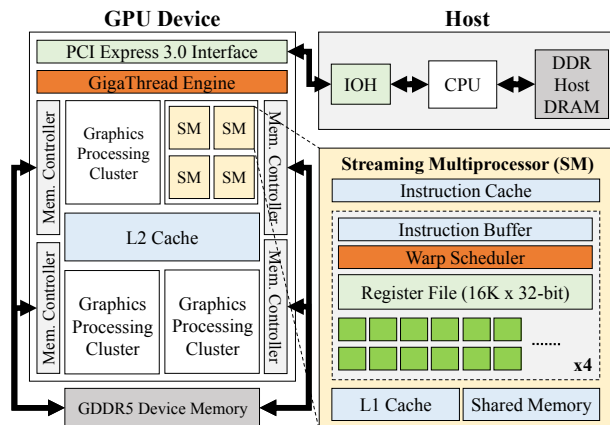 GPU Device
Host
PCI Express 3.0 Interface
GigaThread Engine
IOH
CPU
DDR
Host
DRAM
Mem. Controller
Graphics
Processing
Cluster
SM
SM
SM
SM
Mem. Controller
L2 Cache
Mem. Controller
Graphics
Processing
Cluster
Graphics
Processing
Cluster
Mem. Controller
GDDR5 Device Memory
Streaming Multiprocessor (SM)
Instruction Cache
Instruction Buffer
Warp Scheduler
Register File (16K x 32-bit)
.......
x4
L1 Cache
Shared Memory